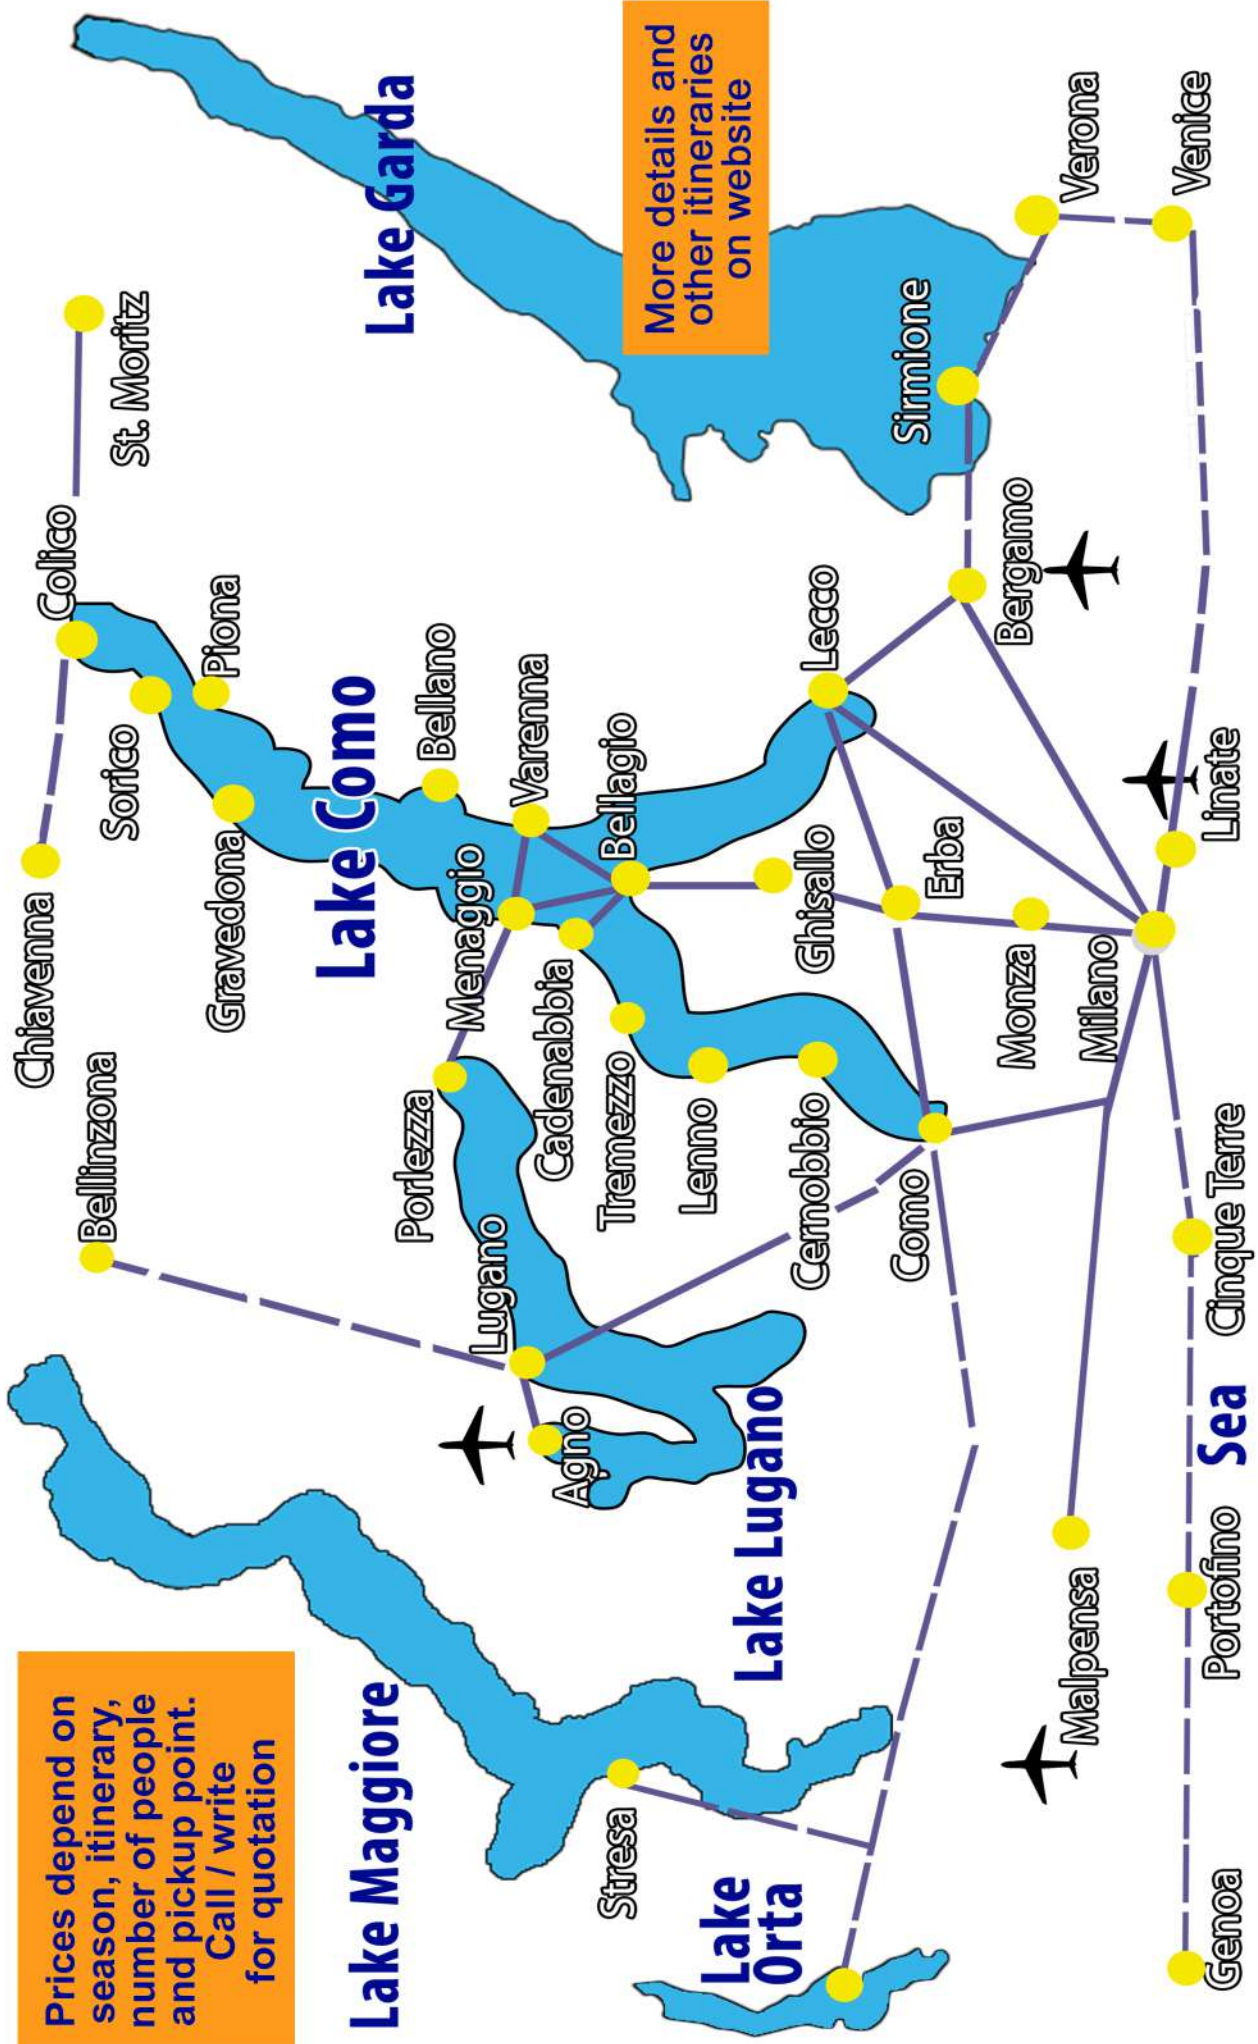 Prices depend on
season, itinerary,
number of people
and pickup point.
Call / write
for quotation
Chiavenna
Colico
St. Moritz
Bellinzona
Sorico
Piona
Gravedona
Lake Maggiore
Lake Como
Lake Garda
Porlezza
Menaggio
Bellano
Lugano
Varenna
Agno
Cadenabbia
Stresa
Tremezzo
Bellagio
More details and
other itineraries
on website
Lenno
Lake
Orta
Lake Lugano
Cernobbio
Ghisallo
Lecco
Como
Erba
Sirmione
Monza
Bergamo
Malpensa
Milano
Verona
Genoa
Portofino
Sea
Cinque Terre
Linate
Venice